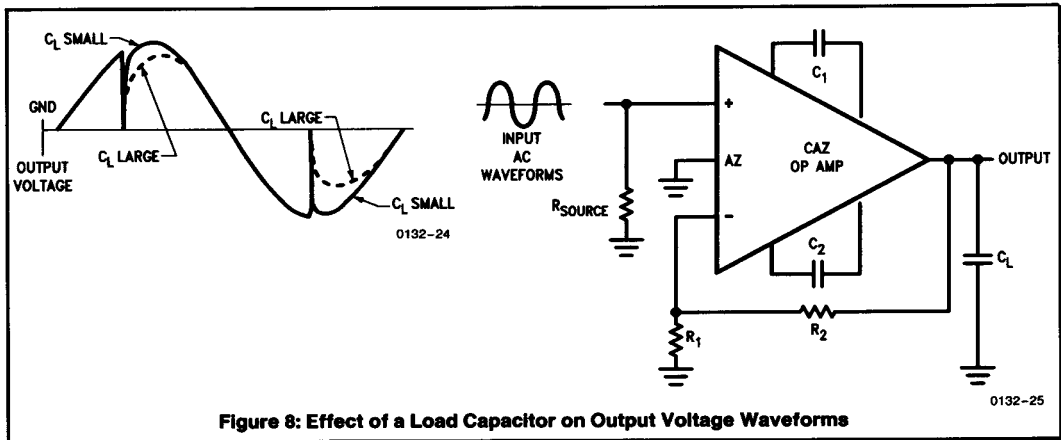 C_L SMALL
GND
OUTPUT
VOLTAGE
C_L LARGE
C_L LARGE
C_L SMALL
0132-24
INPUT
AC
WAVEFORMS
R_SOURCE
+
AZ
-
CAZ
OP AMP
C_1
C_2
R_1
R_2
OUTPUT
C_L
0132-25
Figure 8: Effect of a Load Capacitor on Output Voltage Waveforms